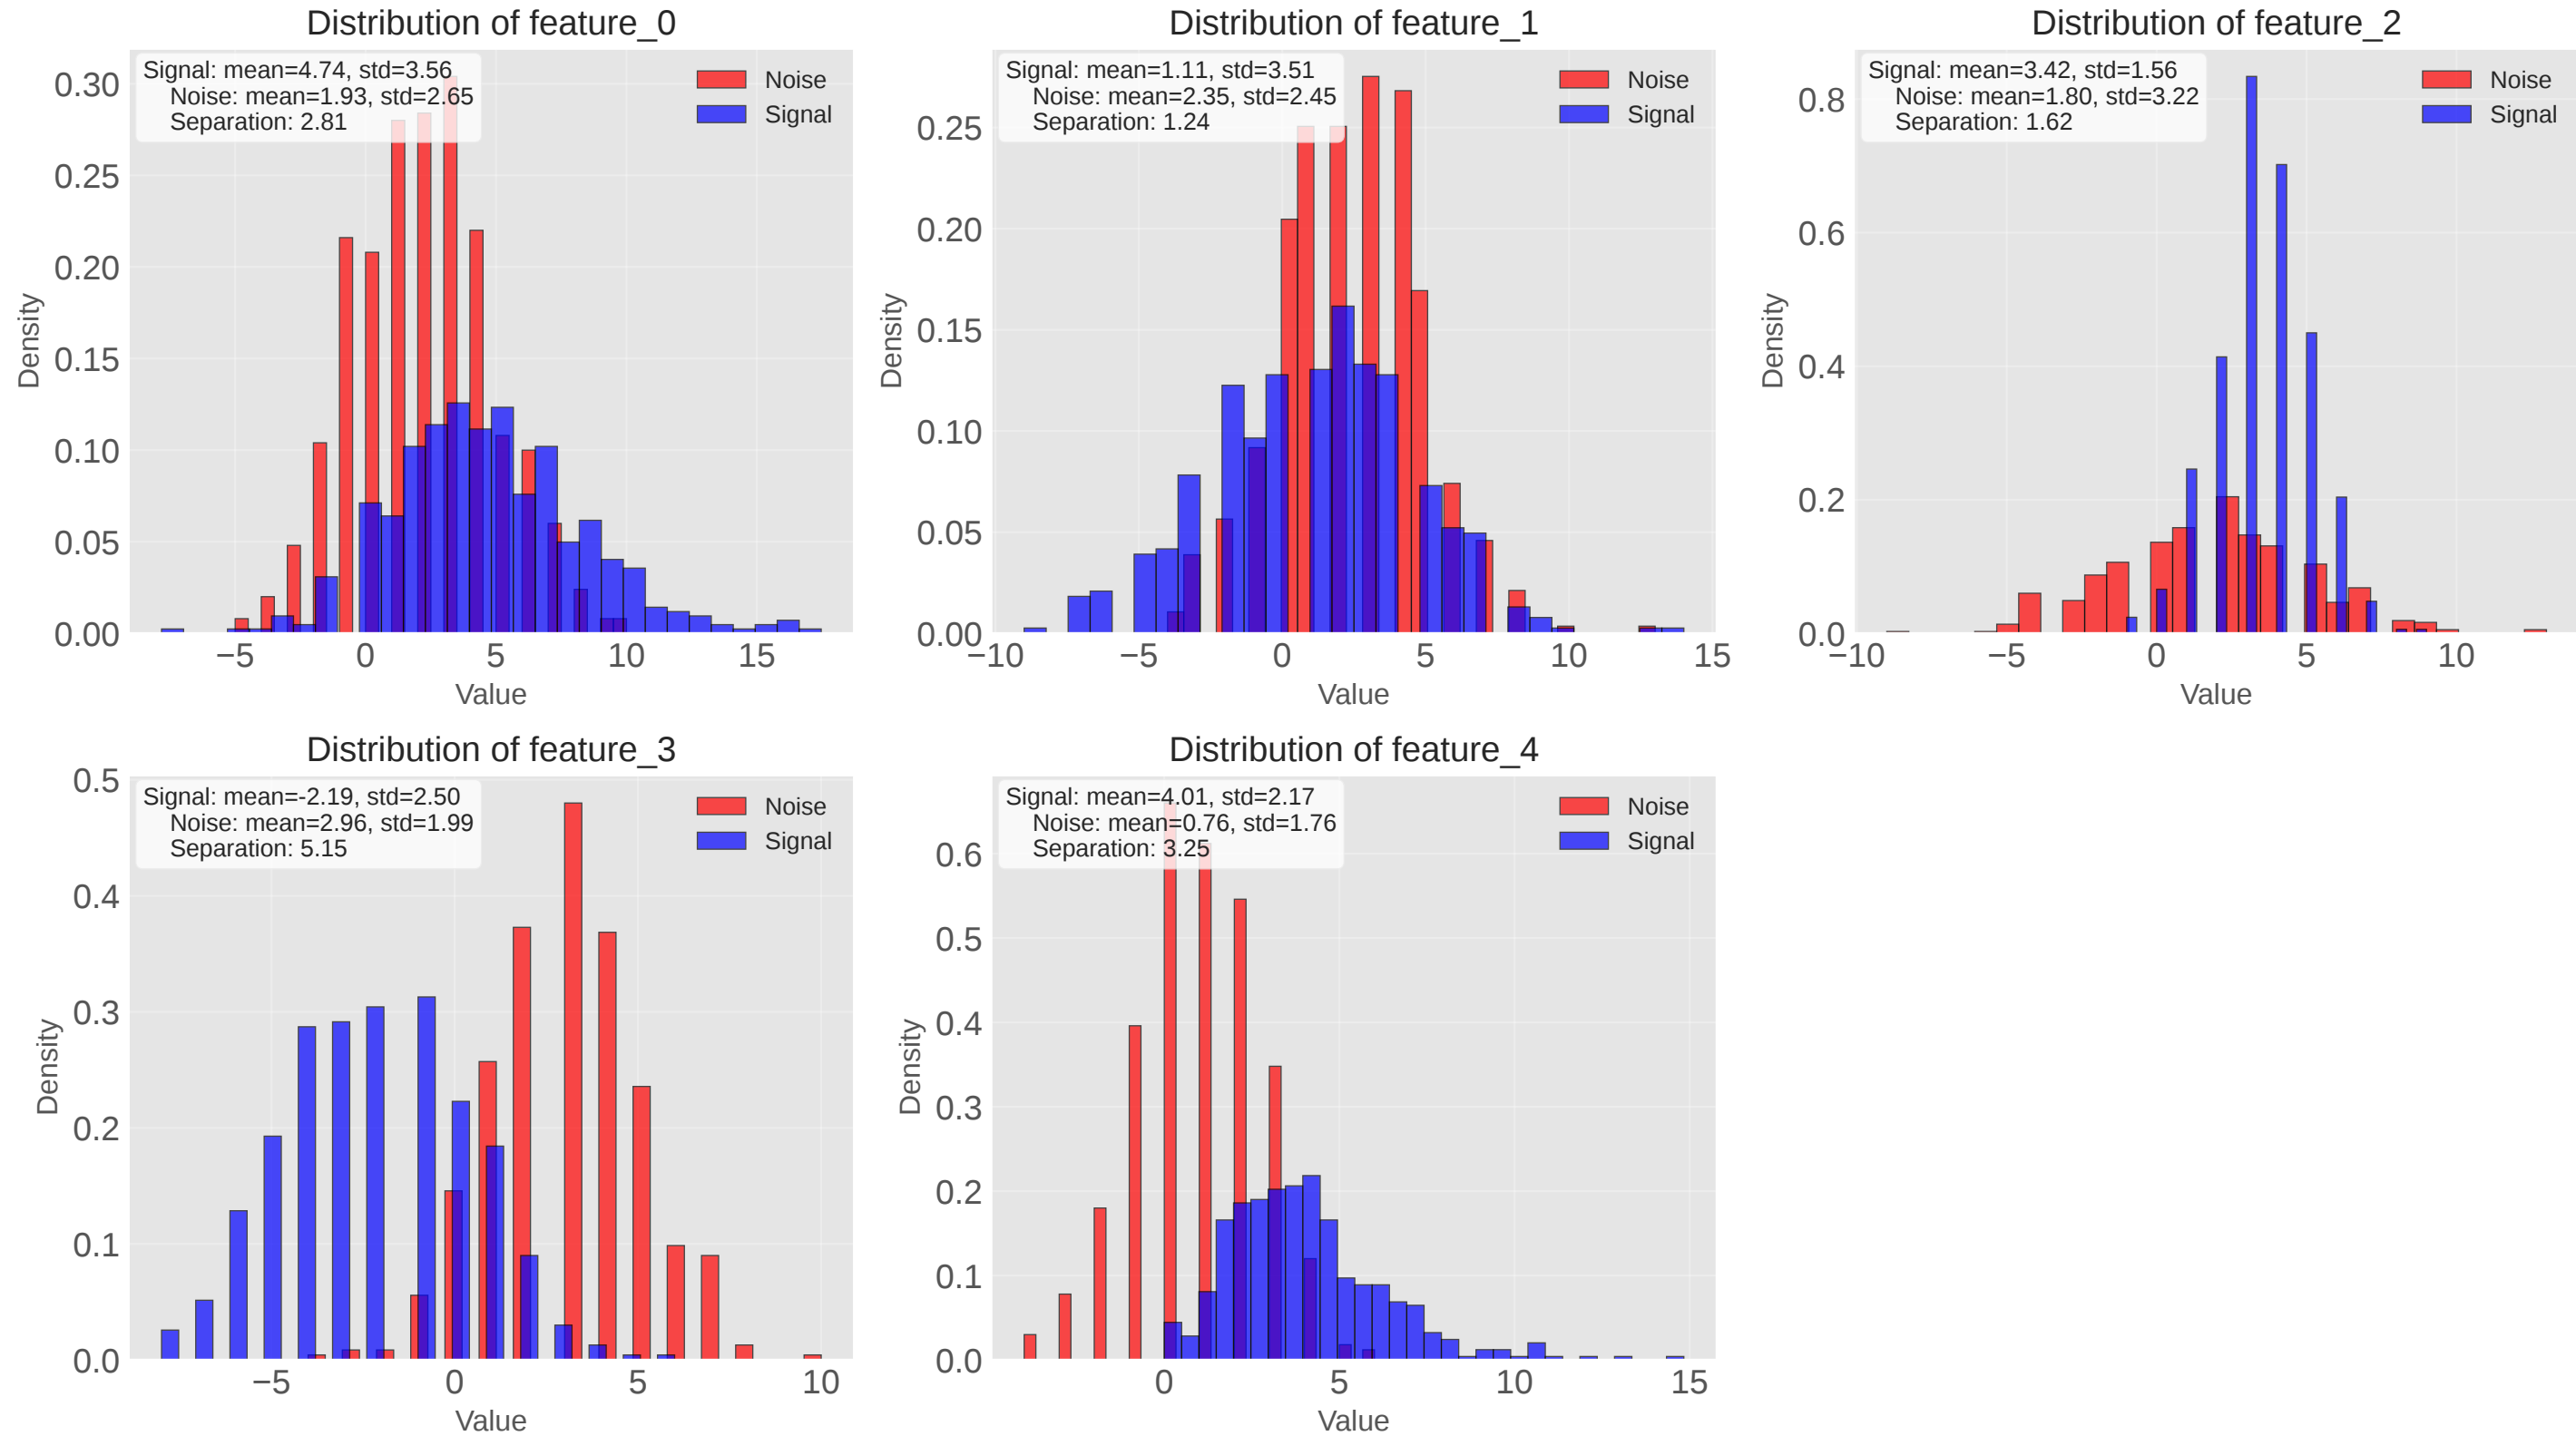 Distribution of feature_0
Signal: mean=4.74, std=3.56
Noise: mean=1.93, std=2.65
Separation: 2.81
Noise
Signal
0.30
0.25
0.20
0.15
0.10
0.05
0.00
Density
−5
0
5
10
15
Value
Distribution of feature_1
Signal: mean=1.11, std=3.51
Noise: mean=2.35, std=2.45
Separation: 1.24
Noise
Signal
0.25
0.20
0.15
0.10
0.05
0.00
Density
−10
−5
0
5
10
15
Value
Distribution of feature_2
Signal: mean=3.42, std=1.56
Noise: mean=1.80, std=3.22
Separation: 1.62
Noise
Signal
0.8
0.6
0.4
0.2
0.0
Density
−10
−5
0
5
10
Value
Distribution of feature_3
Signal: mean=-2.19, std=2.50
Noise: mean=2.96, std=1.99
Separation: 5.15
Noise
Signal
0.5
0.4
0.3
0.2
0.1
0.0
Density
−5
0
5
10
Value
Distribution of feature_4
Signal: mean=4.01, std=2.17
Noise: mean=0.76, std=1.76
Separation: 3.25
Noise
Signal
0.6
0.5
0.4
0.3
0.2
0.1
0.0
Density
0
5
10
15
Value